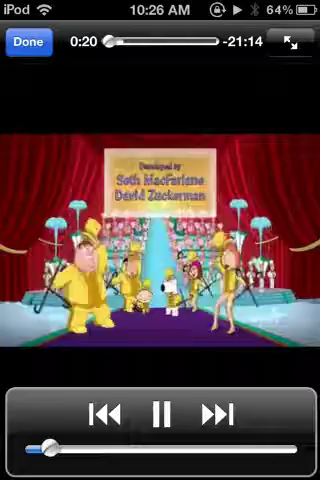 iPod 10:26 AM 64%
Done 0:20 -21:14
Developed by
Seth MacFarlane
David Zuckerman